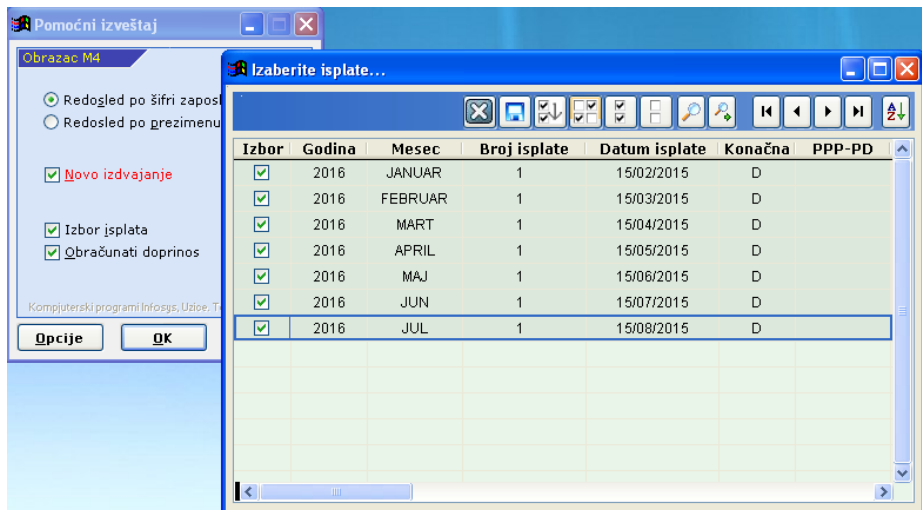 Pomoćni izveštaj
Obrazac M4
Redosled po šifri
Redosled po prezimenu
Novo izdvajanje
Izbor isplata
Obračunati doprinos
Kompjuterski programi Infosys, Uzice.
Opcije
OK
Izaberite isplate...
Izbor Godina Mesec Broj isplate Datum isplate Konačna PPP-PD
2016 JANUAR 1 15/02/2015 D
2016 FEBRUAR 1 15/03/2015 D
2016 MART 1 15/04/2015 D
2016 APRIL 1 15/05/2015 D
2016 MAJ 1 15/06/2015 D
2016 JUN 1 15/07/2015 D
2016 JUL 1 15/08/2015 D